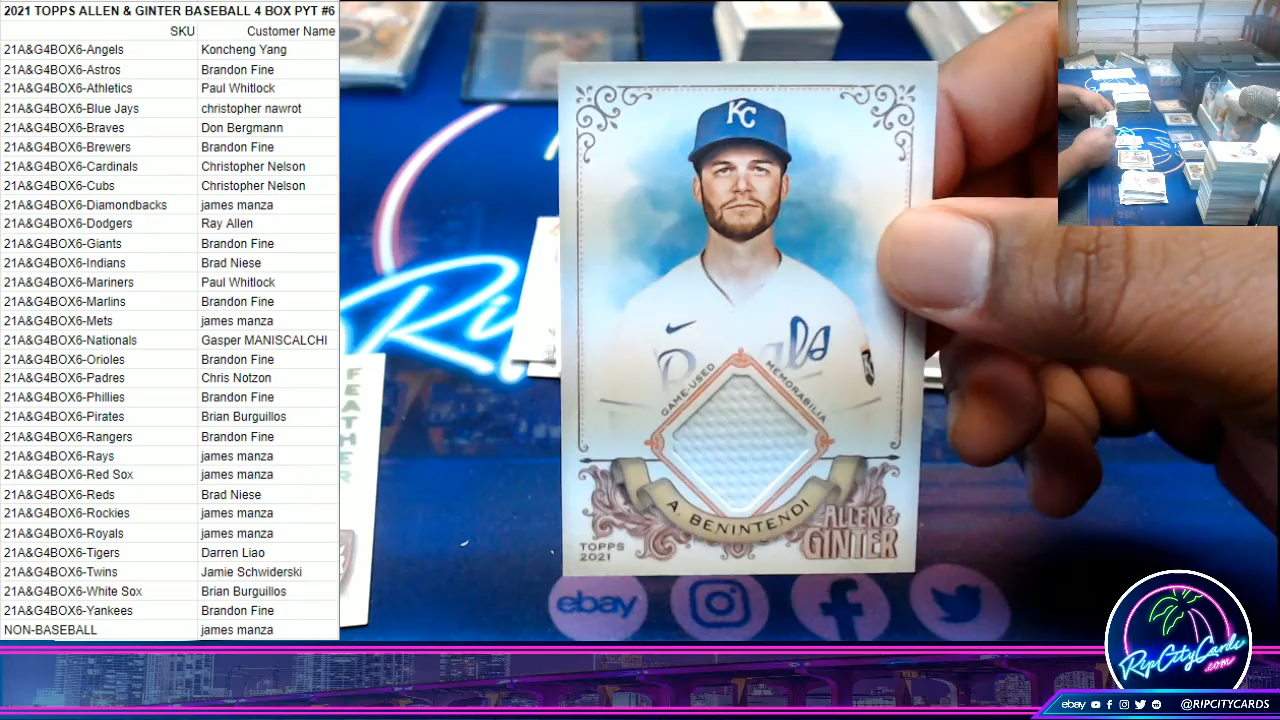 2021 TOPPS ALLEN & GINTER BASEBALL 4 BOX PYT #6
SKU Customer Name
21A&G4BOX6-Angels Koncheng Yang
21A&G4BOX6-Astros Brandon Fine
21A&G4BOX6-Athletics Paul Whitlock
21A&G4BOX6-Blue Jays christopher nawrot
21A&G4BOX6-Braves Don Bergmann
21A&G4BOX6-Brewers Brandon Fine
21A&G4BOX6-Cardinals Christopher Nelson
21A&G4BOX6-Cubs Christopher Nelson
21A&G4BOX6-Diamondbacks james manza
21A&G4BOX6-Dodgers Ray Allen
21A&G4BOX6-Giants Brandon Fine
21A&G4BOX6-Indians Brad Niese
21A&G4BOX6-Mariners Paul Whitlock
21A&G4BOX6-Marlins Brandon Fine
21A&G4BOX6-Mets james manza
21A&G4BOX6-Nationals Gasper MANISCALCHI
21A&G4BOX6-Orioles Brandon Fine
21A&G4BOX6-Padres Chris Notzon
21A&G4BOX6-Phillies Brandon Fine
21A&G4BOX6-Pirates Brian Burguillos
21A&G4BOX6-Rangers Brandon Fine
21A&G4BOX6-Rays james manza
21A&G4BOX6-Red Sox james manza
21A&G4BOX6-Reds Brad Niese
21A&G4BOX6-Rockies james manza
21A&G4BOX6-Royals james manza
21A&G4BOX6-Tigers Darren Liao
21A&G4BOX6-Twins Jamie Schwiderski
21A&G4BOX6-White Sox Brian Burguillos
21A&G4BOX6-Yankees Brandon Fine
NON-BASEBALL james manza
KC
GAME-USED MEMORABILIA
A. BENINTENDI
ALLEN &
GINTER
TOPPS
2021
FEATHER
ebay
RipCityCards
.com
ebay @RIPCITYCARDS